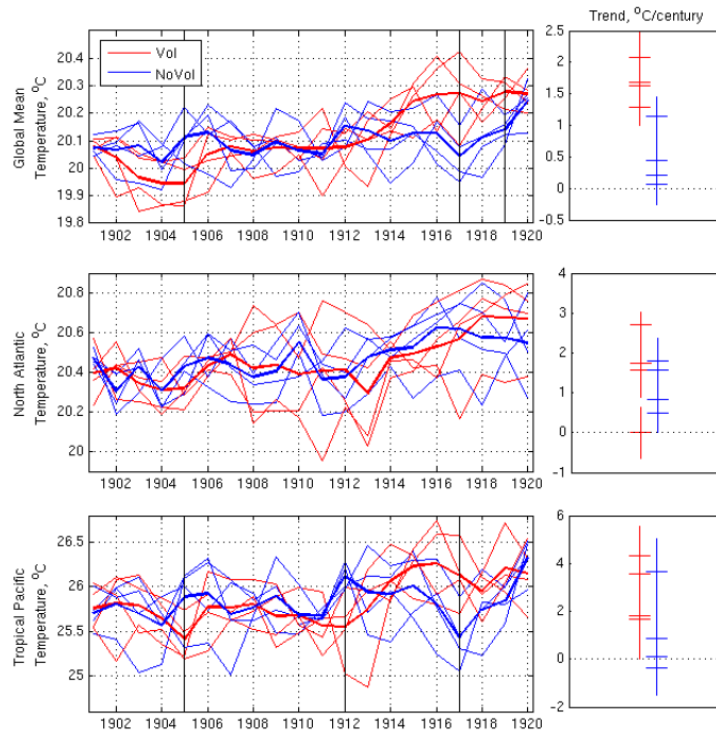 Trend, °C/century
Global Mean
Temperature, °C
Vol
NoVol
20.4
20.3
20.2
20.1
20
19.9
19.8
1902 1904 1906 1908 1910 1912 1914 1916 1918 1920
2.5
2
1.5
1
0.5
0
-0.5
North Atlantic
Temperature, °C
20.8
20.6
20.4
20.2
20
1902 1904 1906 1908 1910 1912 1914 1916 1918 1920
4
3
2
1
0
-1
Tropical Pacific
Temperature, °C
26.5
26
25.5
25
1902 1904 1906 1908 1910 1912 1914 1916 1918 1920
6
4
2
0
-2